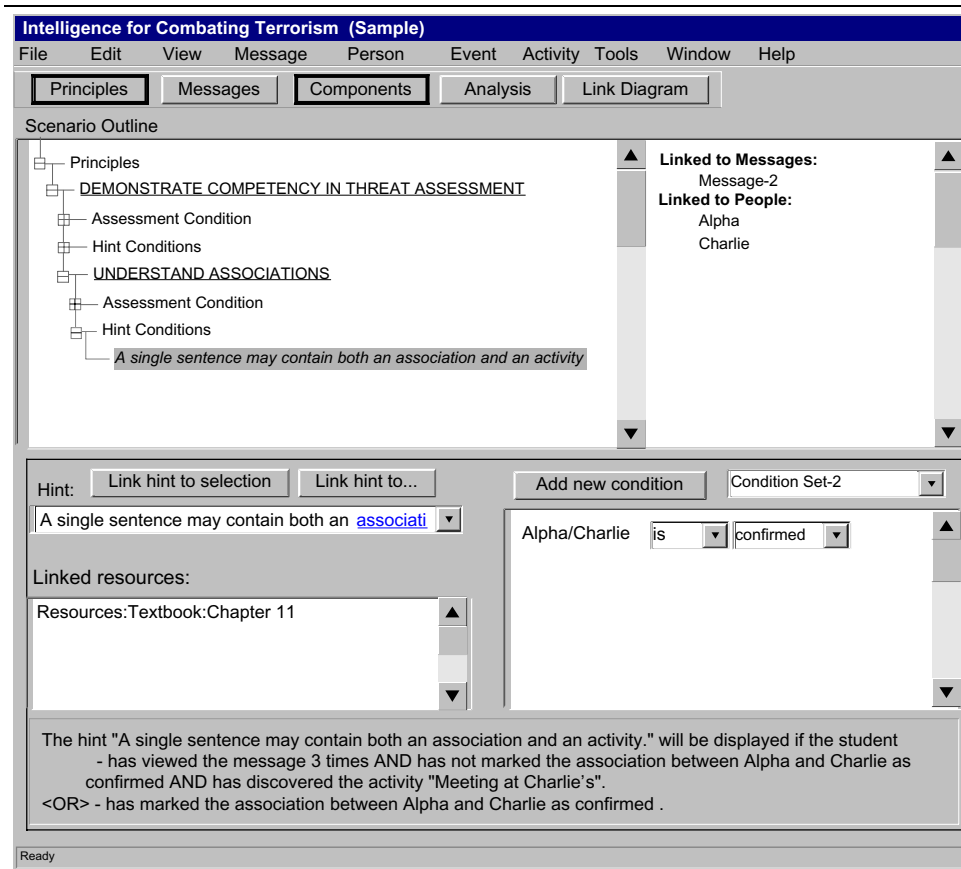 Intelligence for Combating Terrorism (Sample)
File Edit View Message Person Event Activity Tools Window Help
Principles Messages Components Analysis Link Diagram
Scenario Outline
Principles
DEMONSTRATE COMPETENCY IN THREAT ASSESSMENT
Assessment Condition
Hint Conditions
UNDERSTAND ASSOCIATIONS
Assessment Condition
Hint Conditions
A single sentence may contain both an association and an activity
Linked to Messages:
Message-2
Linked to People:
Alpha
Charlie
Hint: Link hint to selection Link hint to...
A single sentence may contain both an associati
Linked resources:
Resources:Textbook:Chapter 11
Add new condition Condition Set-2
Alpha/Charlie is confirmed
The hint "A single sentence may contain both an association and an activity." will be displayed if the student
- has viewed the message 3 times AND has not marked the association between Alpha and Charlie as
confirmed AND has discovered the activity "Meeting at Charlie's".
<OR> - has marked the association between Alpha and Charlie as confirmed .
Ready